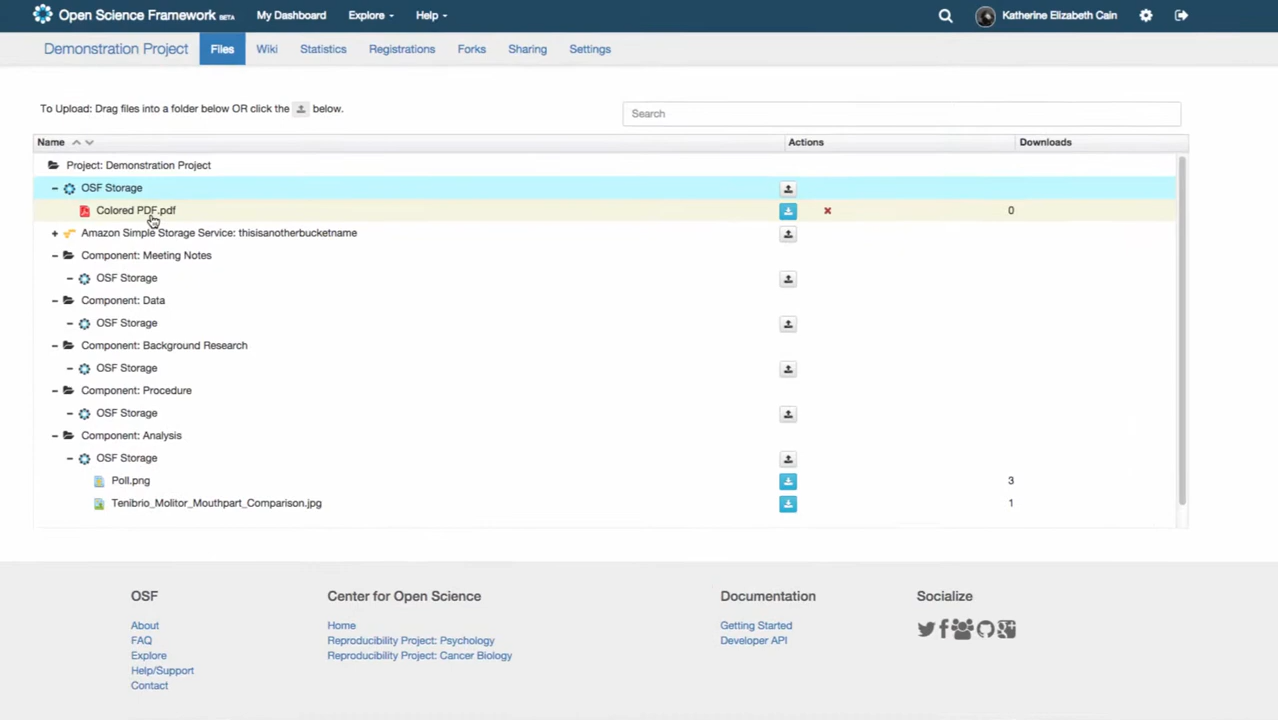 Open Science Framework BETA My Dashboard Explore Help Katherine Elizabeth Cain
Demonstration Project Files Wiki Statistics Registrations Forks Sharing Settings
To Upload: Drag files into a folder below OR click the below. Search
Name Actions Downloads
Project: Demonstration Project
OSF Storage
Colored PDF.pdf 0
Amazon Simple Storage Service: thisisanotherbucketname
Component: Meeting Notes
OSF Storage
Component: Data
OSF Storage
Component: Background Research
OSF Storage
Component: Procedure
OSF Storage
Component: Analysis
OSF Storage
Poll.png 3
Tenibrio_Molitor_Mouthpart_Comparison.jpg 1
OSF Center for Open Science Documentation Socialize
About Home Getting Started
FAQ Reproducibility Project: Psychology Developer API
Explore Reproducibility Project: Cancer Biology
Help/Support
Contact